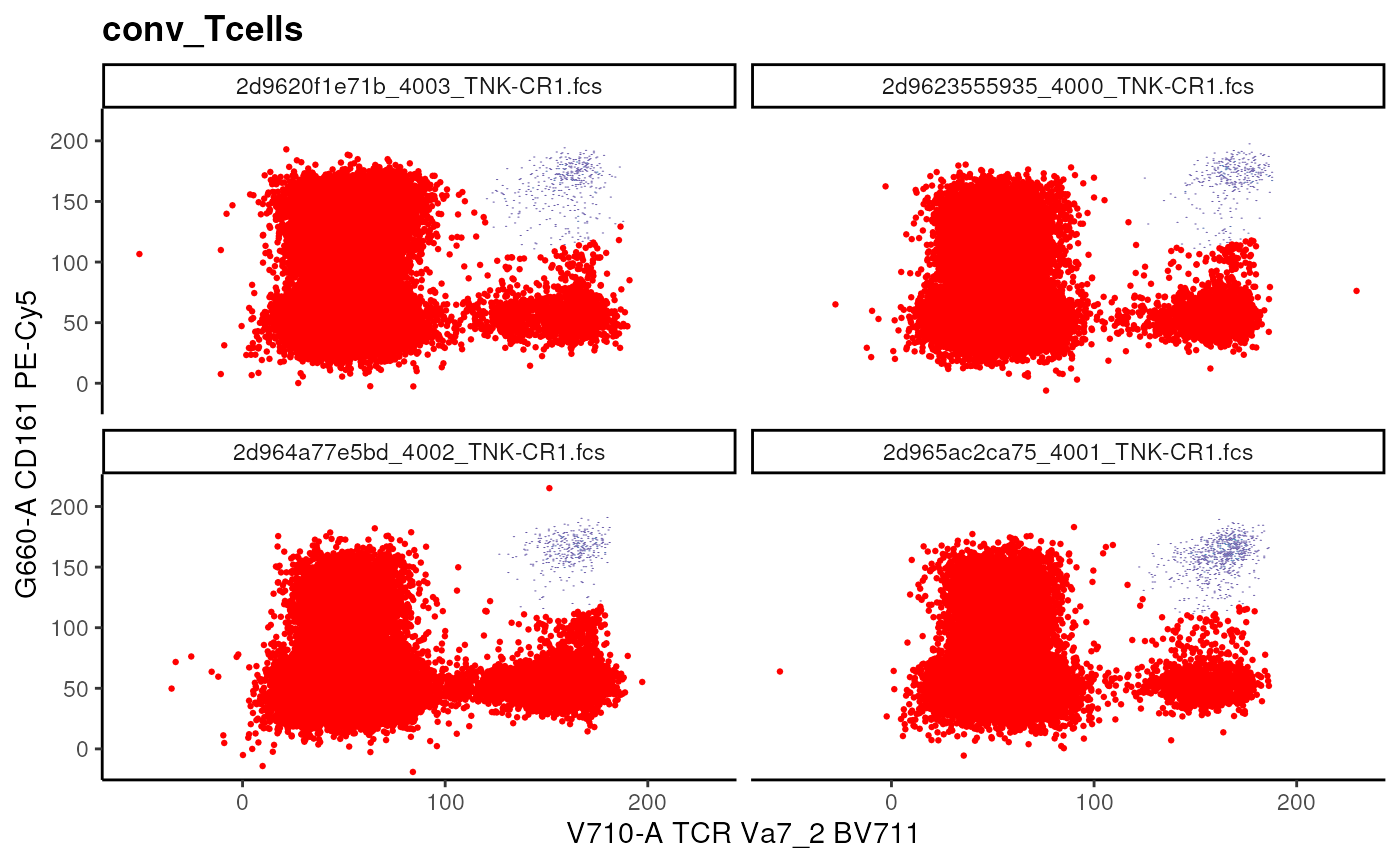 conv_Tcells
2d9620f1e71b_4003_TNK-CR1.fcs
2d9623555935_4000_TNK-CR1.fcs
200
150
100
50
0
2d964a77e5bd_4002_TNK-CR1.fcs
2d965ac2ca75_4001_TNK-CR1.fcs
200
150
100
50
0
G660-A CD161 PE-Cy5
0 100 200
0 100 200
V710-A TCR Va7_2 BV711